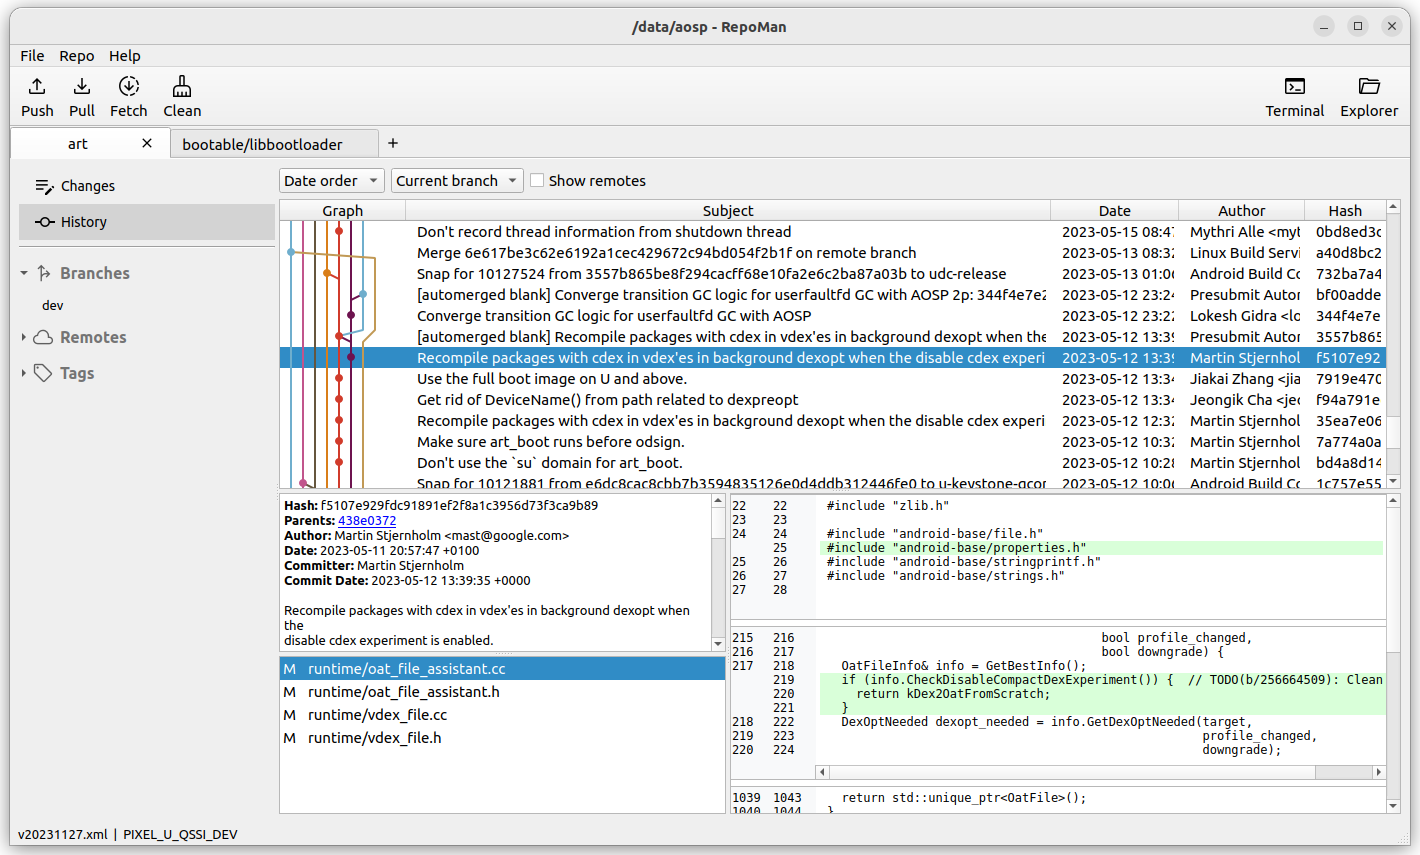 /data/aosp - RepoMan
File Repo Help
Push Pull Fetch Clean Terminal Explorer
art bootable/libbootloader +
Changes
History
Branches
dev
Remotes
Tags
Date order Current branch Show remotes
Graph Subject Date Author Hash
Don't record thread information from shutdown thread 2023-05-15 08:47 Mythri Alle <myt 0bd8ed3c
Merge 6e617be3c62e6192a1cec429672c94bd054f2b1f on remote branch 2023-05-13 08:32 Linux Build Servi a40d8bc2
Snap for 10127524 from 3557b865be8f294cacff68e10fa2e6c2ba87a03b to udc-release 2023-05-13 01:06 Android Build Co 732ba7a4
[automerged blank] Converge transition GC logic for userfaultfd GC with AOSP 2p: 344f4e7e2 2023-05-12 23:24 Presubmit Autor bf00adde
Converge transition GC logic for userfaultfd GC with AOSP 2023-05-12 23:22 Lokesh Gidra <lo 344f4e7e
[automerged blank] Recompile packages with cdex in vdex'es in background dexopt when the 2023-05-12 13:39 Presubmit Autor 3557b865
Recompile packages with cdex in vdex'es in background dexopt when the disable cdex experi 2023-05-12 13:39 Martin Stjernhol f5107e92
Use the full boot image on U and above. 2023-05-12 13:34 Jiakai Zhang <jia 7919e470
Get rid of DeviceName() from path related to dexpreopt 2023-05-12 13:34 Jeongik Cha <jec f94a791e
Recompile packages with cdex in vdex'es in background dexopt when the disable cdex experi 2023-05-12 12:32 Martin Stjernhol 35ea7e06
Make sure art_boot runs before odsign. 2023-05-12 10:32 Martin Stjernhol 7a774a0a
Don't use the `su` domain for art_boot. 2023-05-12 10:28 Martin Stjernhol bd4a8d14
Snap for 10121881 from e6dc8cac8cbb7b3594835126e0d4ddb312446fe0 to u-keystone-qcor 2023-05-12 10:06 Android Build Co 1c757e55
Hash: f5107e929fdc91891ef2f8a1c3956d73f3ca9b89
Parents: 438e0372
Author: Martin Stjernholm <mast@google.com>
Date: 2023-05-11 20:57:47 +0100
Committer: Martin Stjernholm
Commit Date: 2023-05-12 13:39:35 +0000
Recompile packages with cdex in vdex'es in background dexopt when
the
disable cdex experiment is enabled.
M runtime/oat_file_assistant.cc
M runtime/oat_file_assistant.h
M runtime/vdex_file.cc
M runtime/vdex_file.h
22 22 #include "zlib.h"
23 23
24 24 #include "android-base/file.h"
25 #include "android-base/properties.h"
25 26 #include "android-base/stringprintf.h"
26 27 #include "android-base/strings.h"
27 28
215 216 bool profile_changed,
216 217 bool downgrade) {
217 218 OatFileInfo& info = GetBestInfo();
219 if (info.CheckDisableCompactDexExperiment()) { // TODO(b/256664509): Clean
220 return kDex2OatFromScratch;
221 }
218 222 DexOptNeeded dexopt_needed = info.GetDexOptNeeded(target,
219 223 profile_changed,
220 224 downgrade);
1039 1043 return std::unique_ptr<OatFile>();
1040 1044 }
v20231127.xml | PIXEL_U_QSSI_DEV